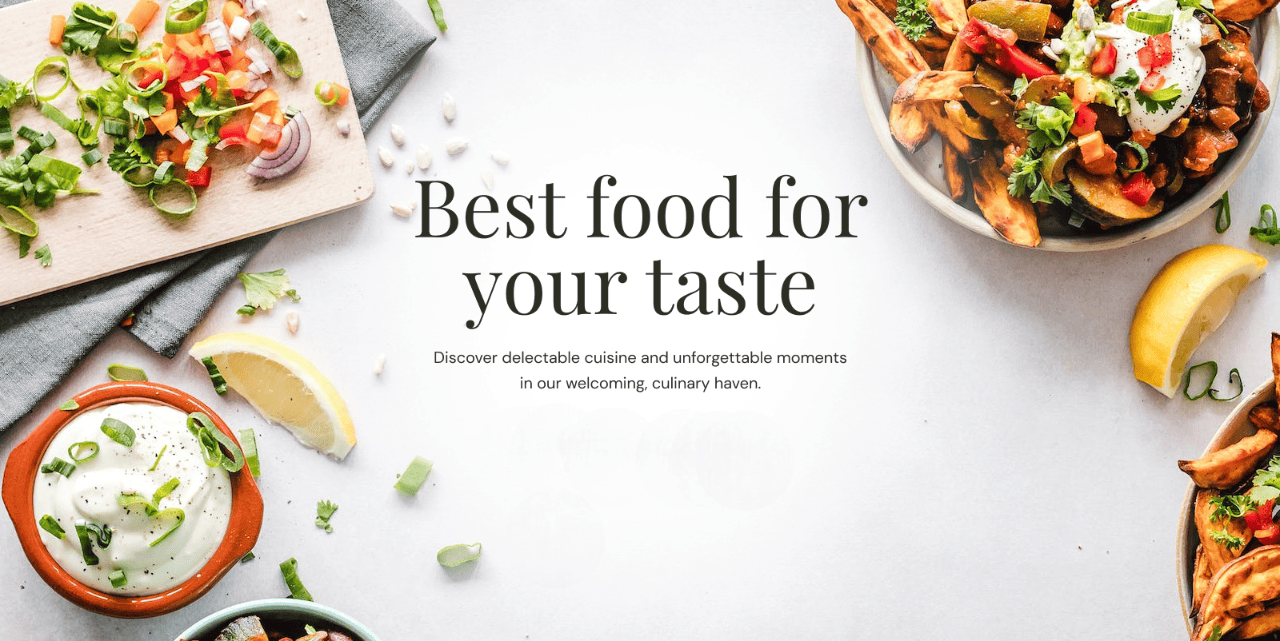 Best food for
your taste
Discover delectable cuisine and unforgettable moments
in our welcoming, culinary haven.